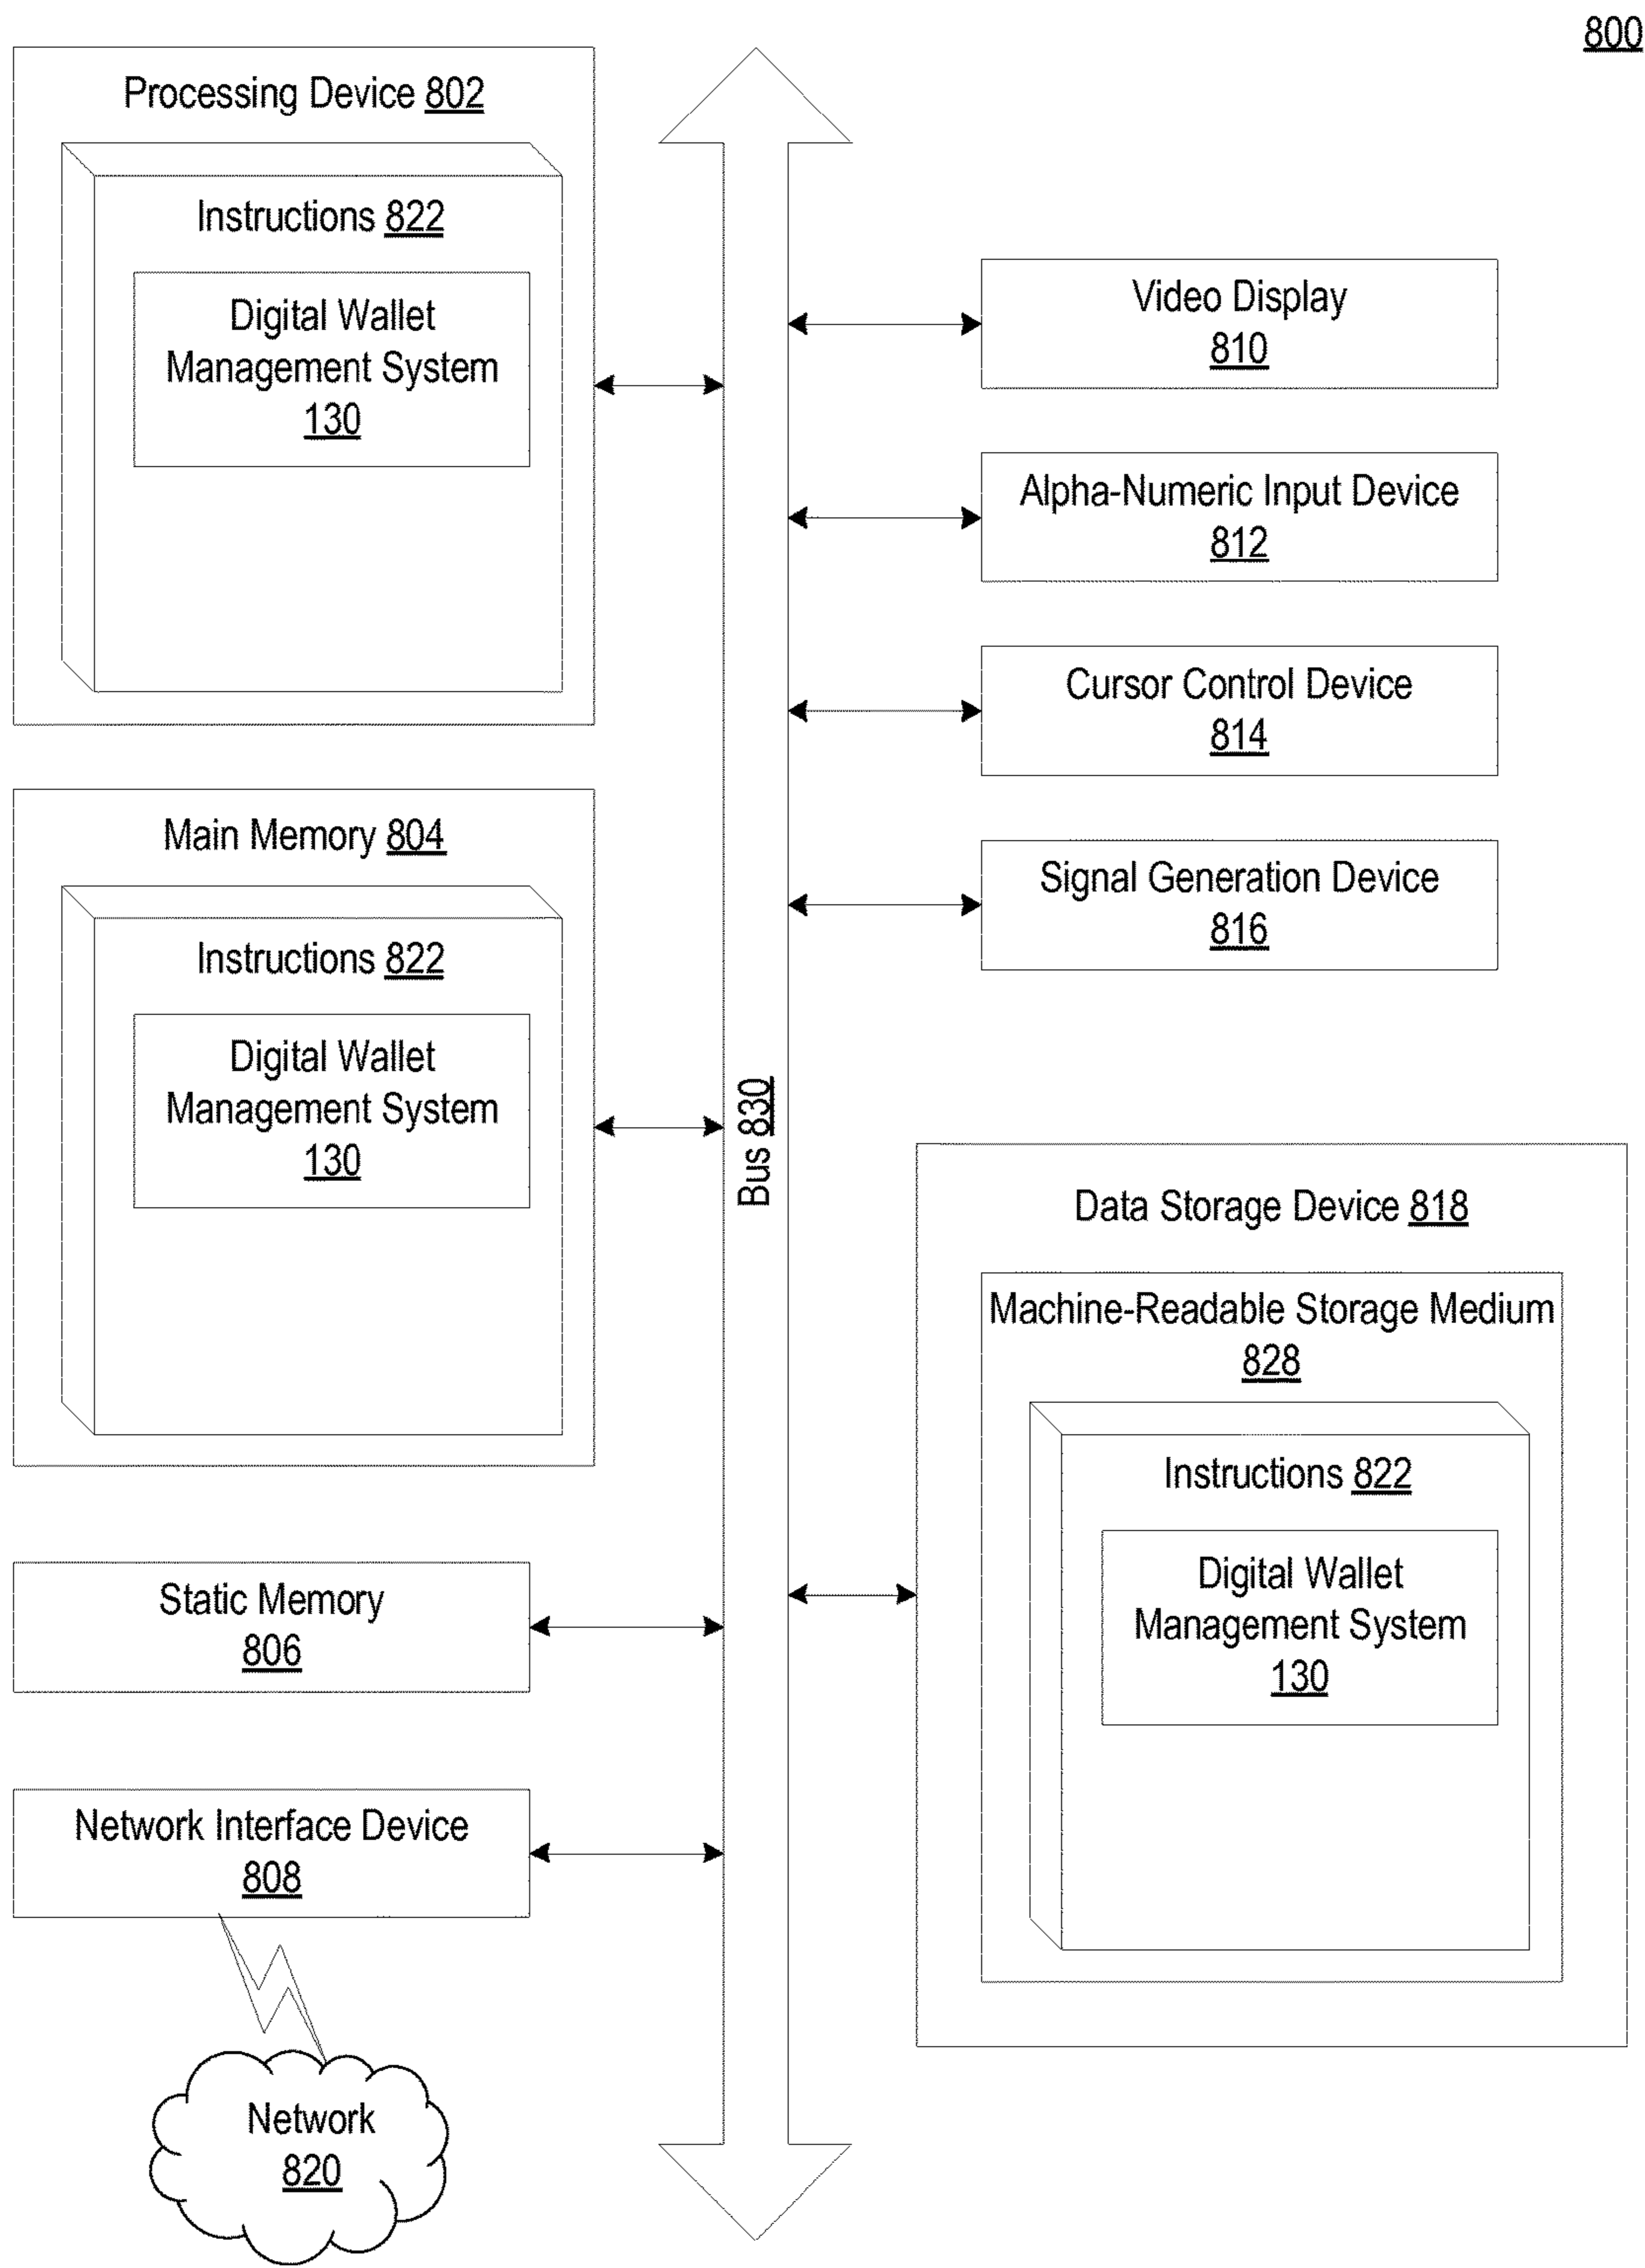 800
Processing Device 802
Instructions 822
Digital Wallet
Management System
130
Main Memory 804
Instructions 822
Digital Wallet
Management System
130
Static Memory
806
Network Interface Device
808
Network
820
Bus 830
Video Display
810
Alpha-Numeric Input Device
812
Cursor Control Device
814
Signal Generation Device
816
Data Storage Device 818
Machine-Readable Storage Medium
828
Instructions 822
Digital Wallet
Management System
130